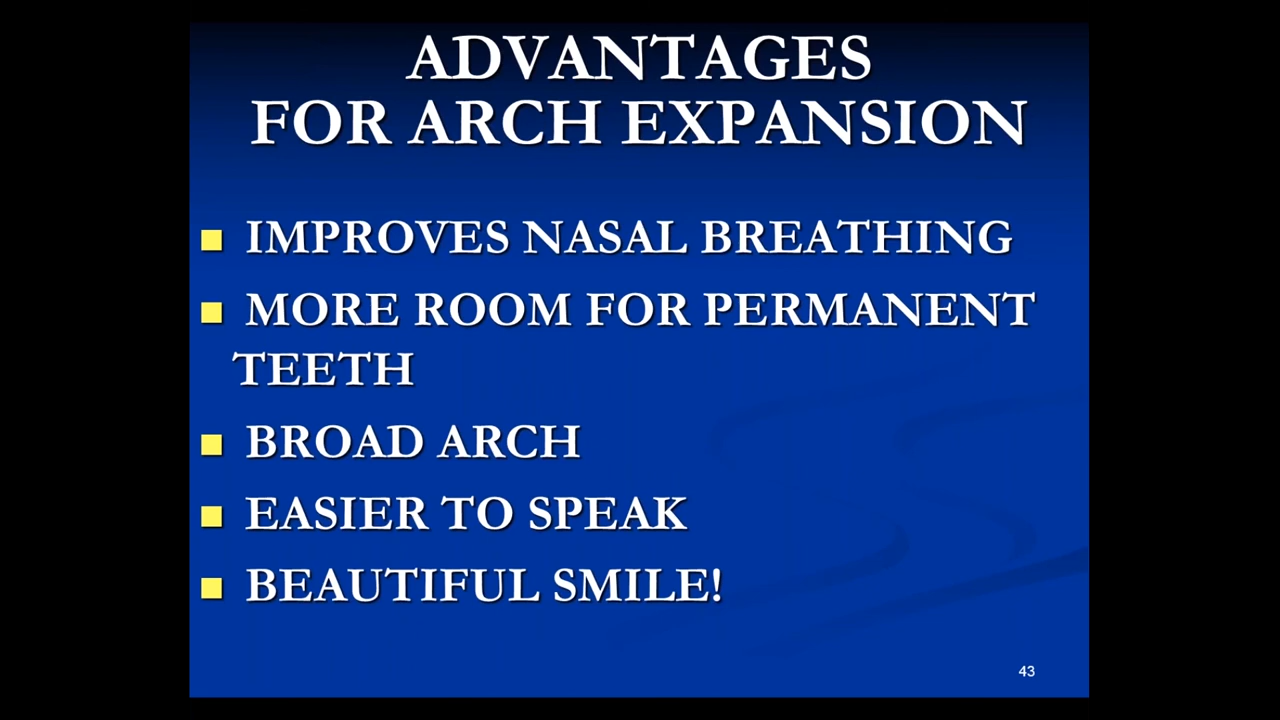 ADVANTAGES
FOR ARCH EXPANSION
IMPROVES NASAL BREATHING
MORE ROOM FOR PERMANENT
TEETH
BROAD ARCH
EASIER TO SPEAK
BEAUTIFUL SMILE!
43